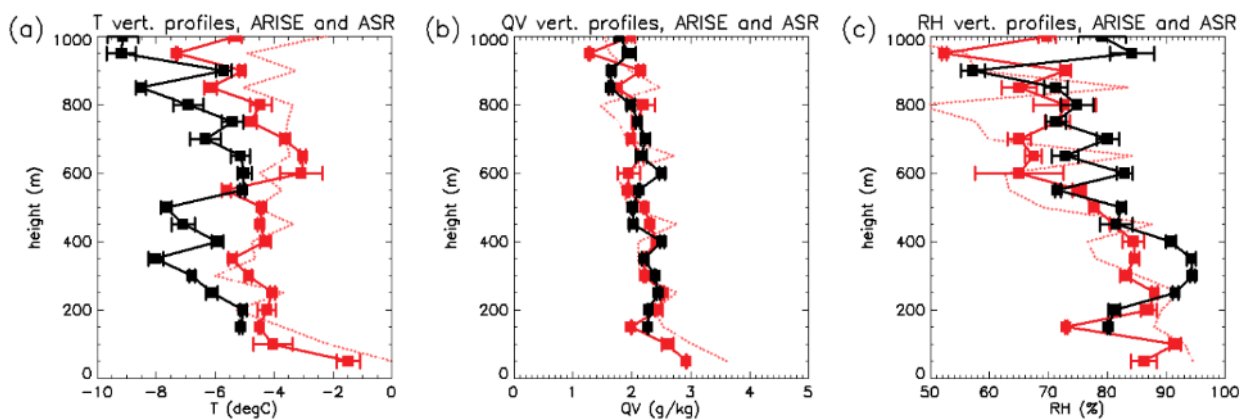 (a) T vert. profiles, ARISE and ASR
1000
800
600
400
200
0
height (m)
-10 -8 -6 -4 -2 0
T (degC)
(b) QV vert. profiles, ARISE and ASR
1000
800
600
400
200
0
height (m)
0 1 2 3 4 5
QV (g/kg)
(c) RH vert. profiles, ARISE and ASR
1000
800
600
400
200
0
height (m)
50 60 70 80 90 100
RH (%)